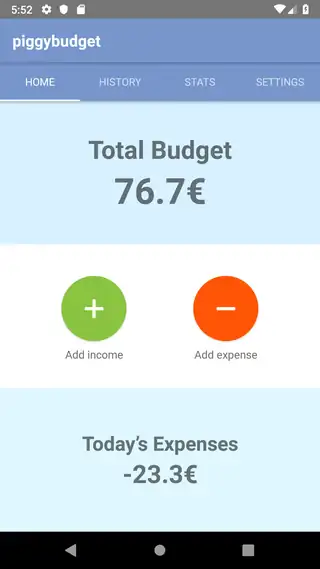 5:52
piggybudget
HOME HISTORY STATS SETTINGS
Total Budget
76.7€
Add income Add expense
Today’s Expenses
-23.3€